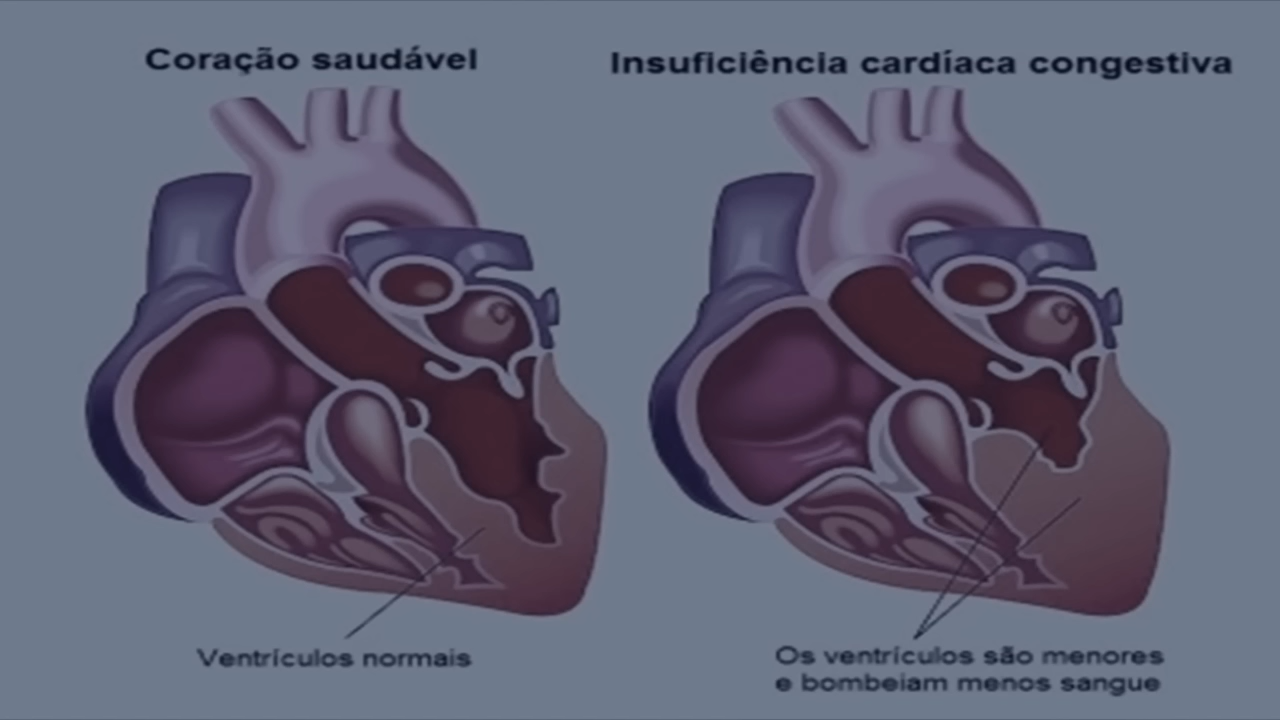 Coração saudável
Insuficiência cardíaca congestiva
Ventrículos normais
Os ventrículos são menores
e bombeiam menos sangue